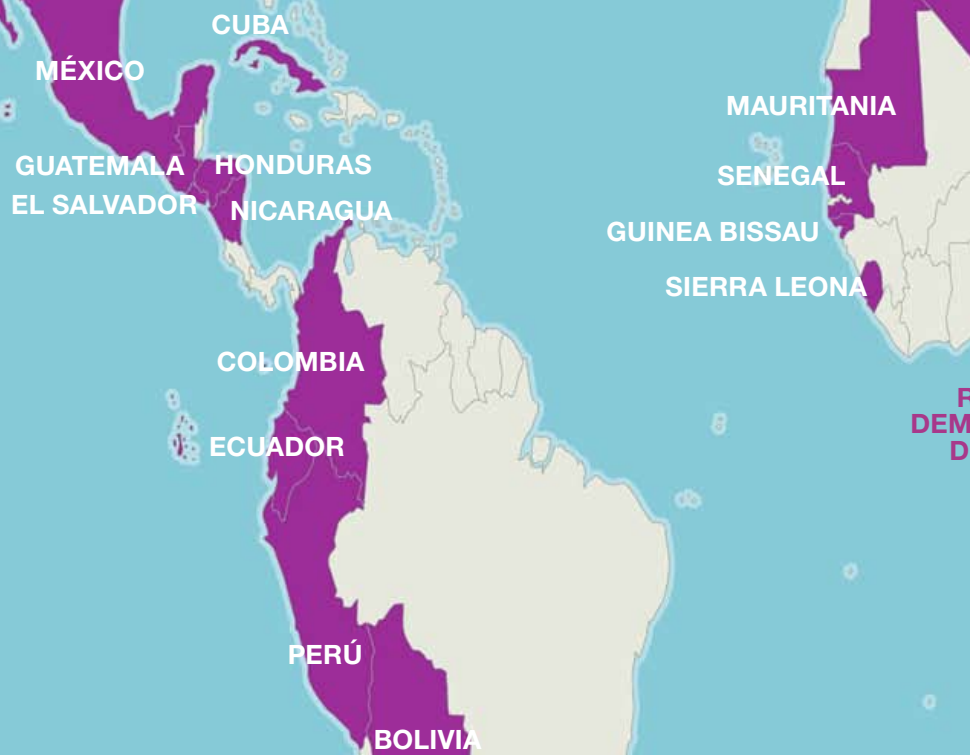 CUBA
MÉXICO
MAURITANIA
GUATEMALA
HONDURAS
SENEGAL
EL SALVADOR
NICARAGUA
GUINEA BISSAU
SIERRA LEONA
COLOMBIA
ECUADOR
PERÚ
BOLIVIA